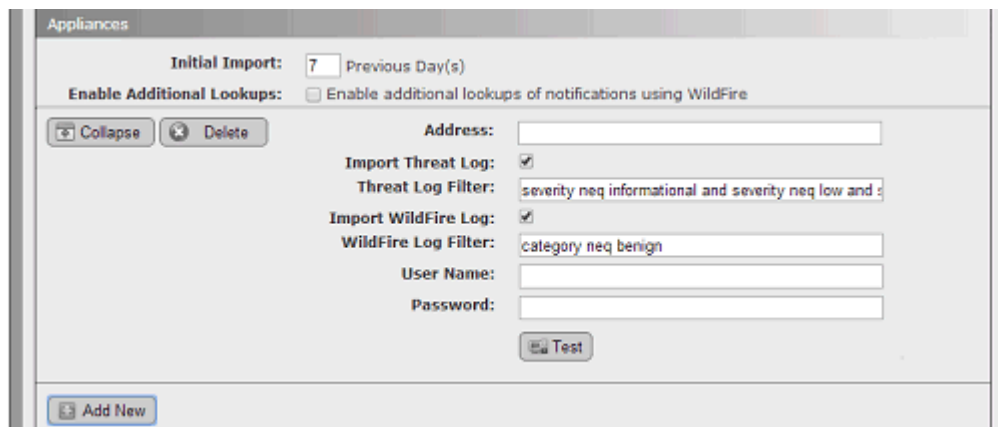 Appliances
Initial Import: 7 Previous Day(s)
Enable Additional Lookups: Enable additional lookups of notifications using WildFire
Collapse Delete Address:
Import Threat Log:
Threat Log Filter: severity neq informational and severity neq low and s
Import WildFire Log:
WildFire Log Filter: category neq benign
User Name:
Password:
Test
Add New